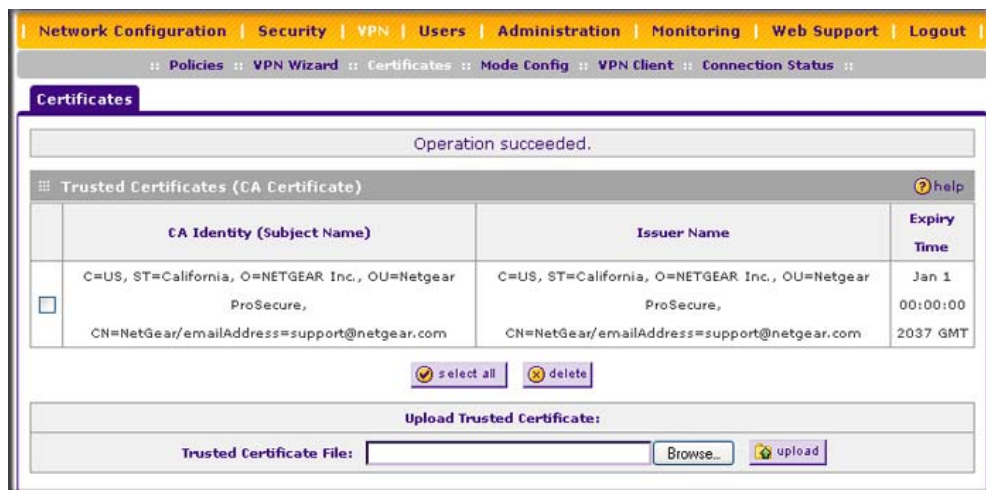 Network Configuration | Security | VPN | Users | Administration | Monitoring | Web Support | Logout
:: Policies :: VPN Wizard :: Certificates :: Mode Config :: VPN Client :: Connection Status ::
Certificates
Operation succeeded.
Trusted Certificates (CA Certificate)
help
CA Identity (Subject Name)
Issuer Name
Expiry
Time
C=US, ST=California, O=NETGEAR Inc., OU=Netgear
ProSecure,
CN=NetGear/emailAddress=support@netgear.com
C=US, ST=California, O=NETGEAR Inc., OU=Netgear
ProSecure,
CN=NetGear/emailAddress=support@netgear.com
Jan 1
00:00:00
2037 GMT
select all
delete
Upload Trusted Certificate:
Trusted Certificate File:
Browse...
upload